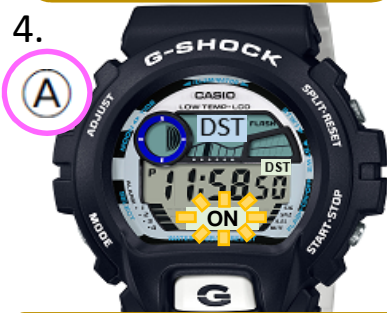 4.
A
G-SHOCK
ADJUST
SPLIT·RESET
CASIO
LOW TEMP-LCD
DST
FLASH
DST
P 11:58 50
ALARM
ON
MODE
START·STOP
G